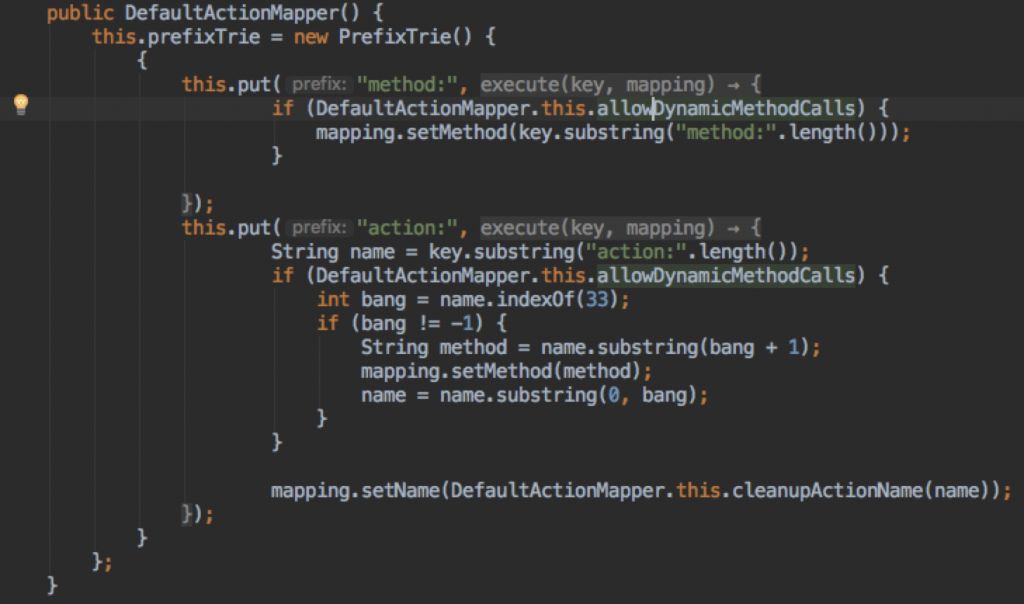 public DefaultActionMapper() {
this.prefixTrie = new PrefixTrie() {
{
this.put( prefix: "method:", execute(key, mapping) → {
if (DefaultActionMapper.this.allowDynamicMethodCalls) {
mapping.setMethod(key.substring("method:".length()));
}
});
this.put( prefix: "action:", execute(key, mapping) → {
String name = key.substring("action:".length());
if (DefaultActionMapper.this.allowDynamicMethodCalls) {
int bang = name.indexOf(33);
if (bang != -1) {
String method = name.substring(bang + 1);
mapping.setMethod(method);
name = name.substring(0, bang);
}
}
mapping.setName(DefaultActionMapper.this.cleanupActionName(name));
});
}
};
}